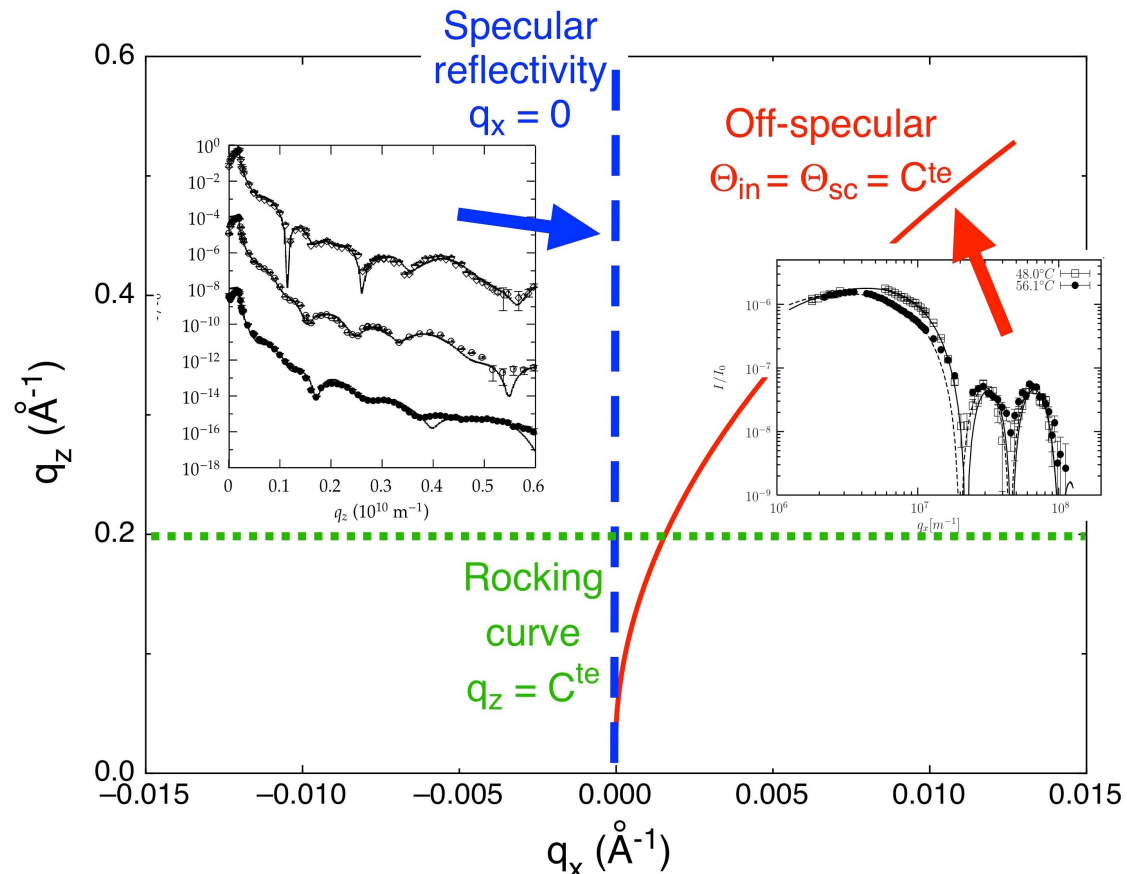 Specular
reflectivity
qx = 0
Off-specular
Θin = Θsc = Cte
Rocking
curve
qz = Cte
0.6
0.4
0.2
0.0
qz (Å-1)
−0.015
−0.010
−0.005
0.000
0.005
0.010
0.015
qx (Å-1)
10^0
10^-2
10^-4
10^-6
10^-8
10^-10
10^-12
10^-14
10^-16
10^-18
0
0.1
0.2
0.3
0.4
0.5
0.6
qz (10^10 m−1)
48.0°C
56.1°C
10^-6
10^-7
10^-8
10^-9
I/I0
10^6
10^7
10^8
qx[m−1]